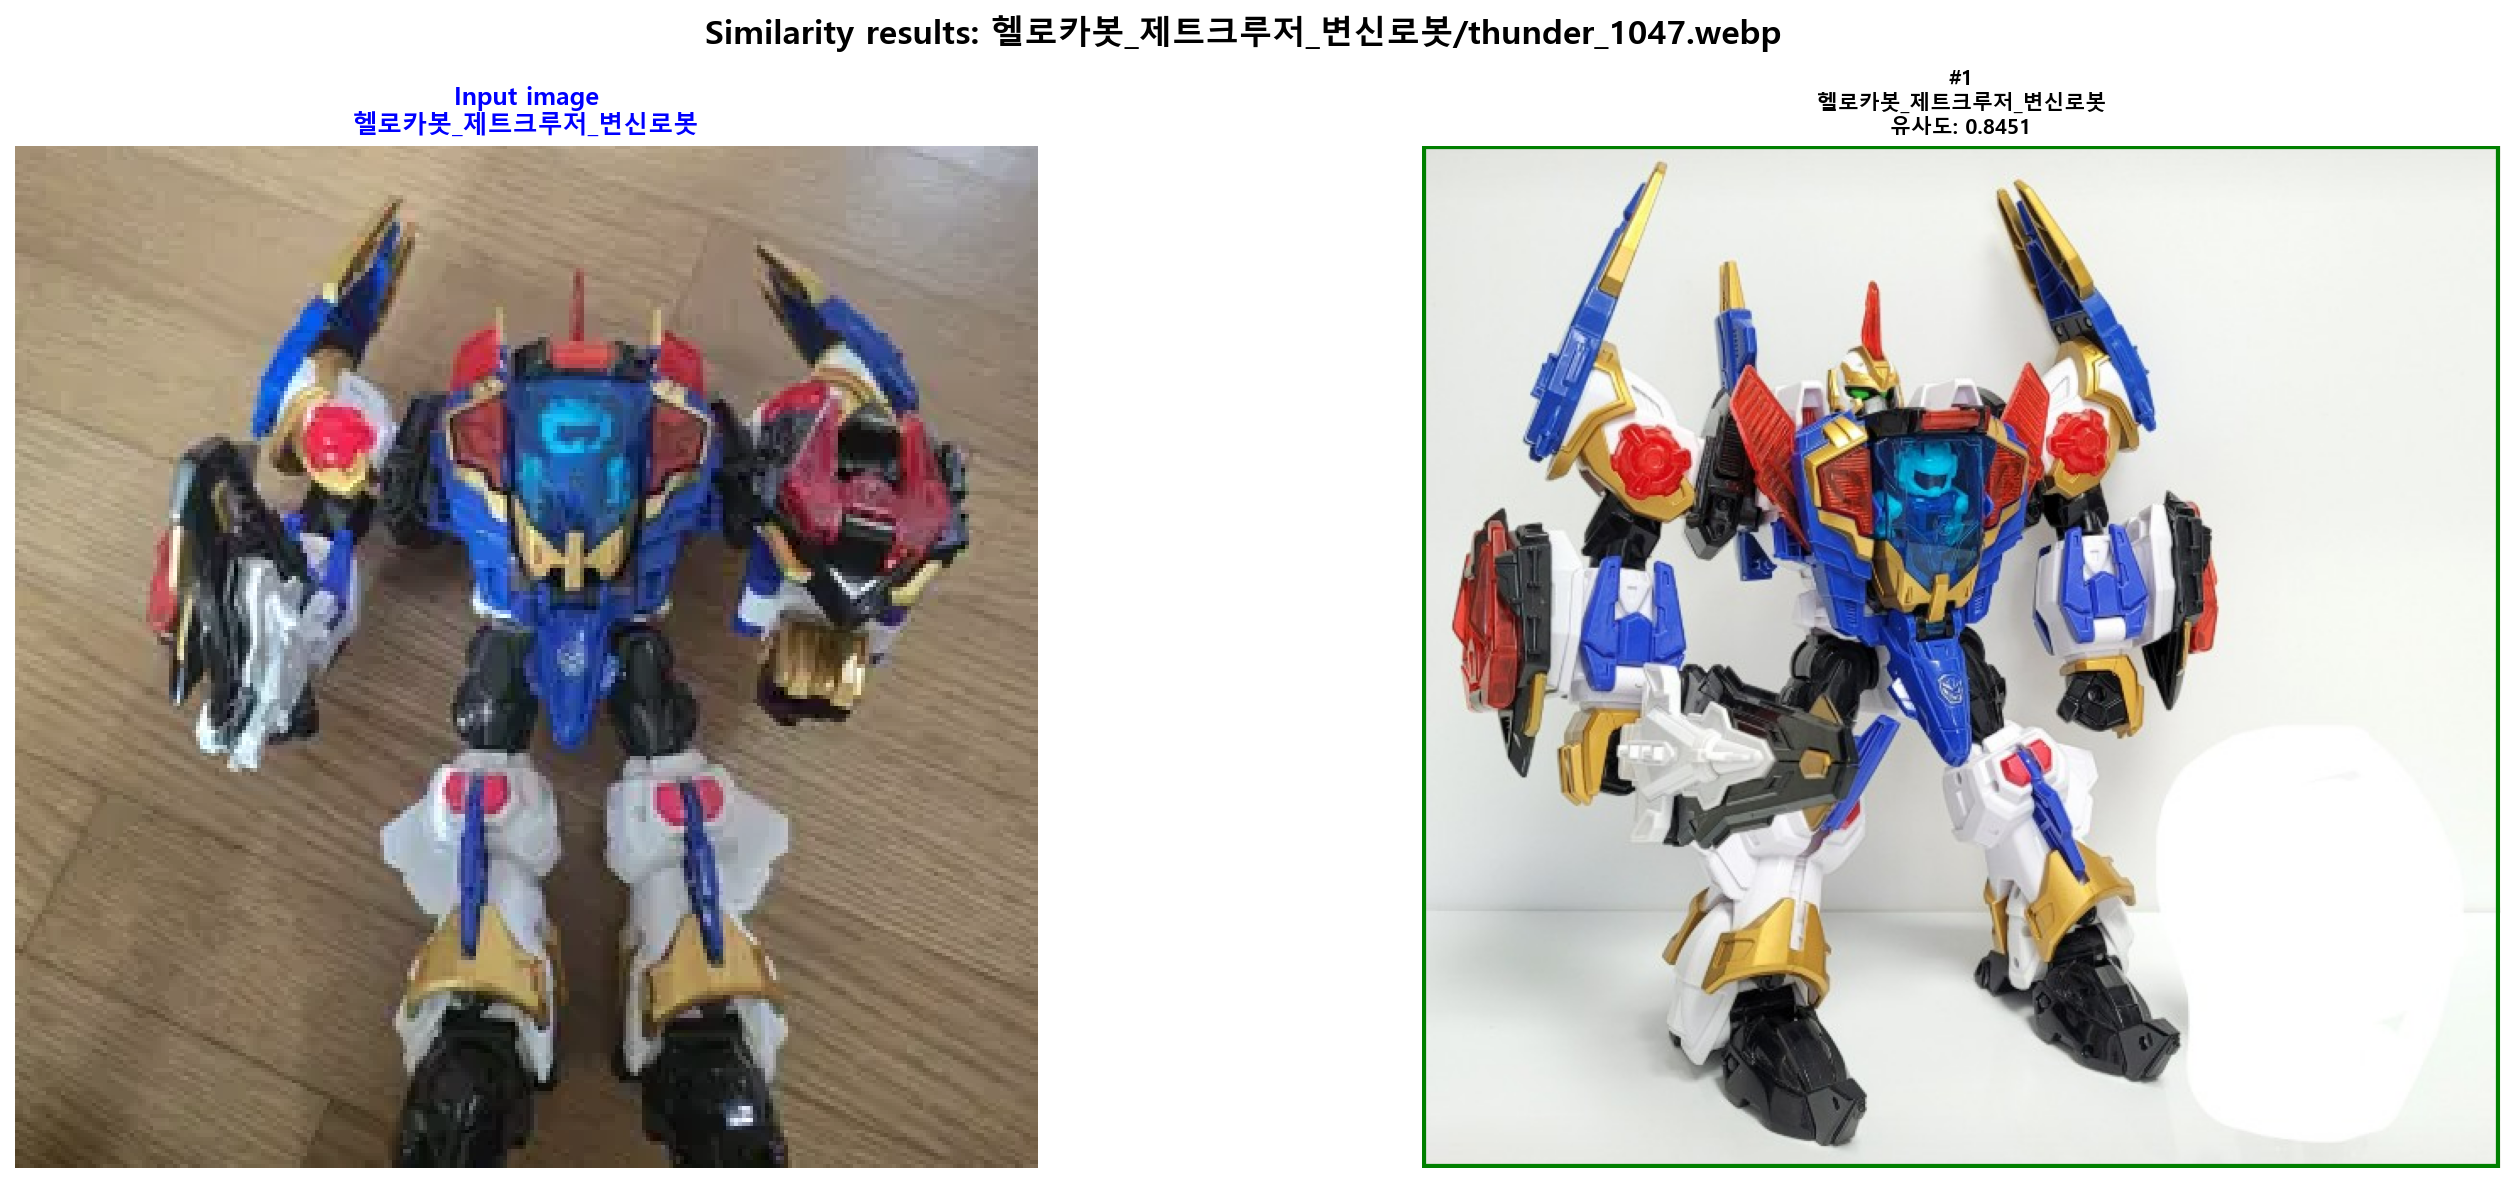 Similarity results: 헬로카봇_제트크루저_변신로봇/thunder_1047.webp
Input image
헬로카봇_제트크루저_변신로봇
#1
헬로카봇_제트크루저_변신로봇
유사도: 0.8451